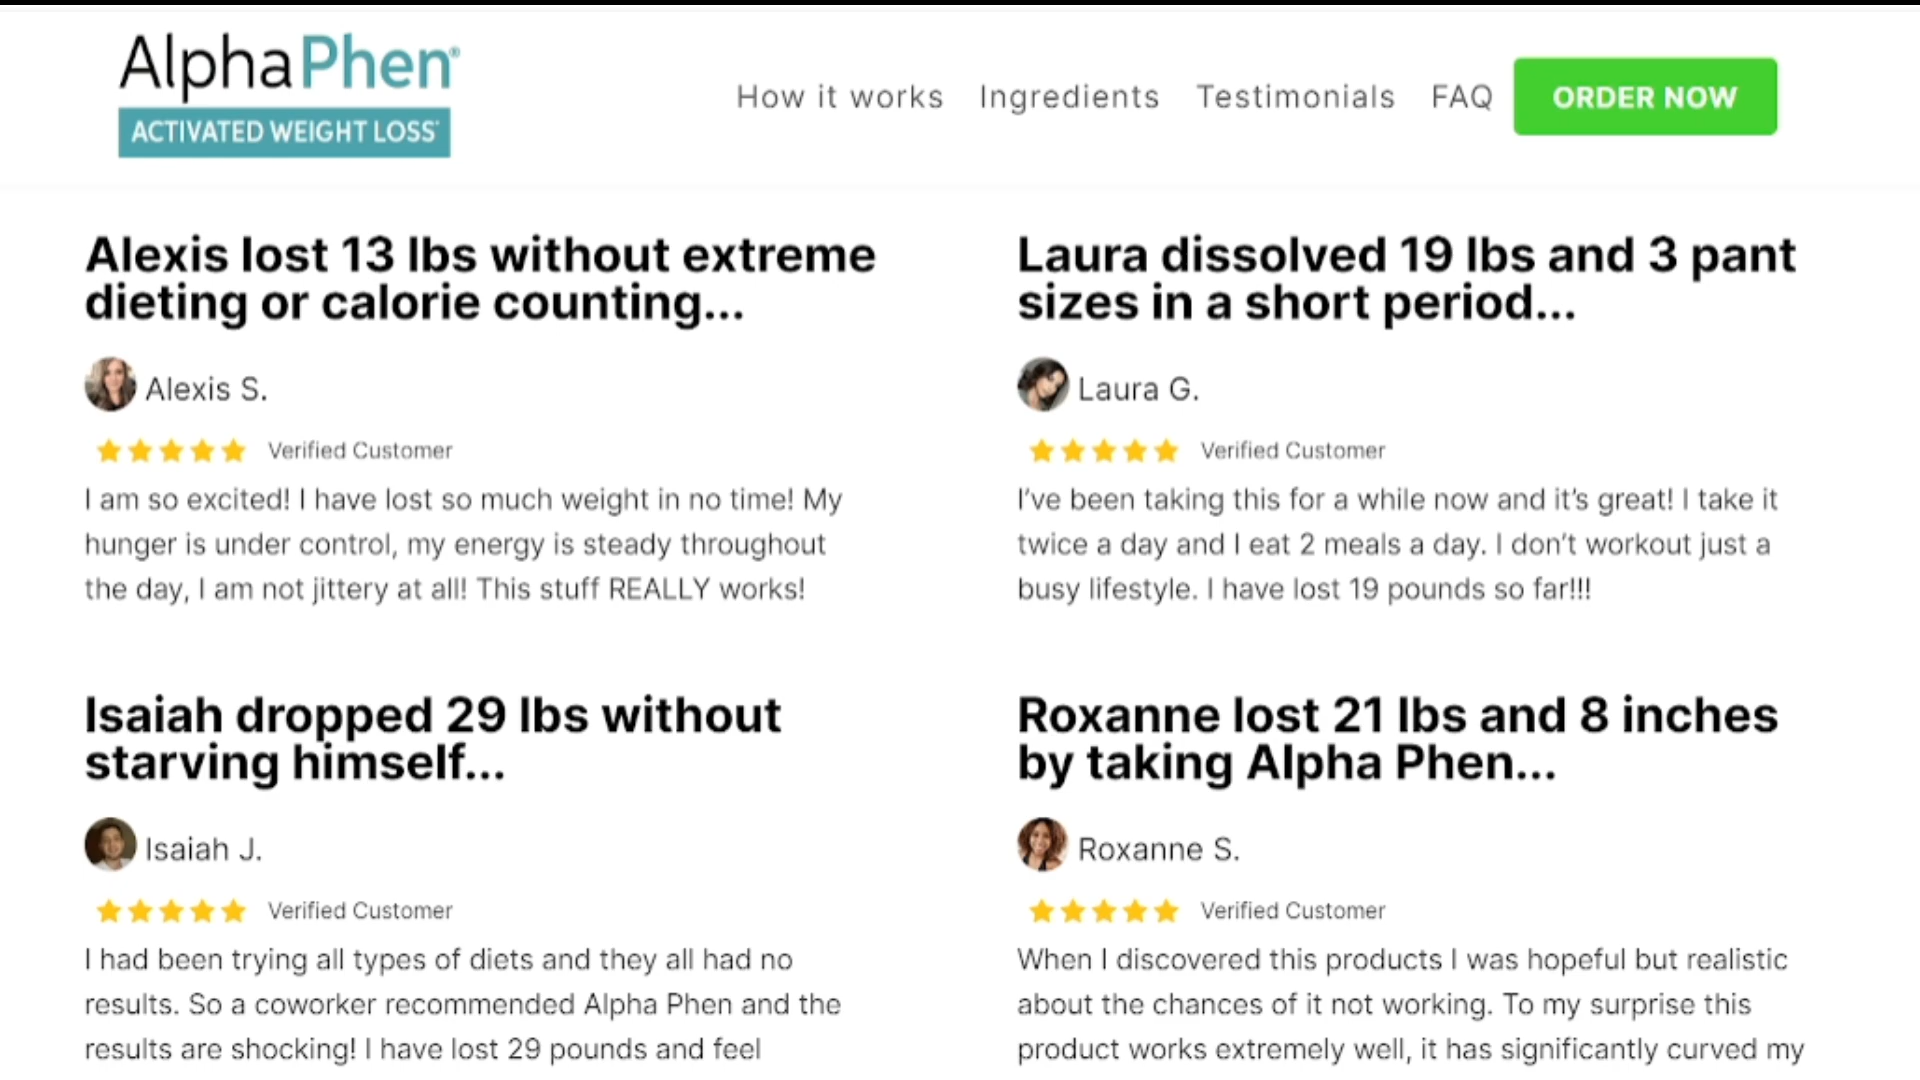 AlphaPhen®
ACTIVATED WEIGHT LOSS
How it works
Ingredients
Testimonials
FAQ
ORDER NOW
Alexis lost 13 lbs without extreme
dieting or calorie counting...
Alexis S.
Verified Customer
I am so excited! I have lost so much weight in no time! My
hunger is under control, my energy is steady throughout
the day, I am not jittery at all! This stuff REALLY works!
Laura dissolved 19 lbs and 3 pant
sizes in a short period...
Laura G.
Verified Customer
I’ve been taking this for a while now and it’s great! I take it
twice a day and I eat 2 meals a day. I don’t workout just a
busy lifestyle. I have lost 19 pounds so far!!!
Isaiah dropped 29 lbs without
starving himself...
Isaiah J.
Verified Customer
I had been trying all types of diets and they all had no
results. So a coworker recommended Alpha Phen and the
results are shocking! I have lost 29 pounds and feel
Roxanne lost 21 lbs and 8 inches
by taking Alpha Phen...
Roxanne S.
Verified Customer
When I discovered this products I was hopeful but realistic
about the chances of it not working. To my surprise this
product works extremely well, it has significantly curved my